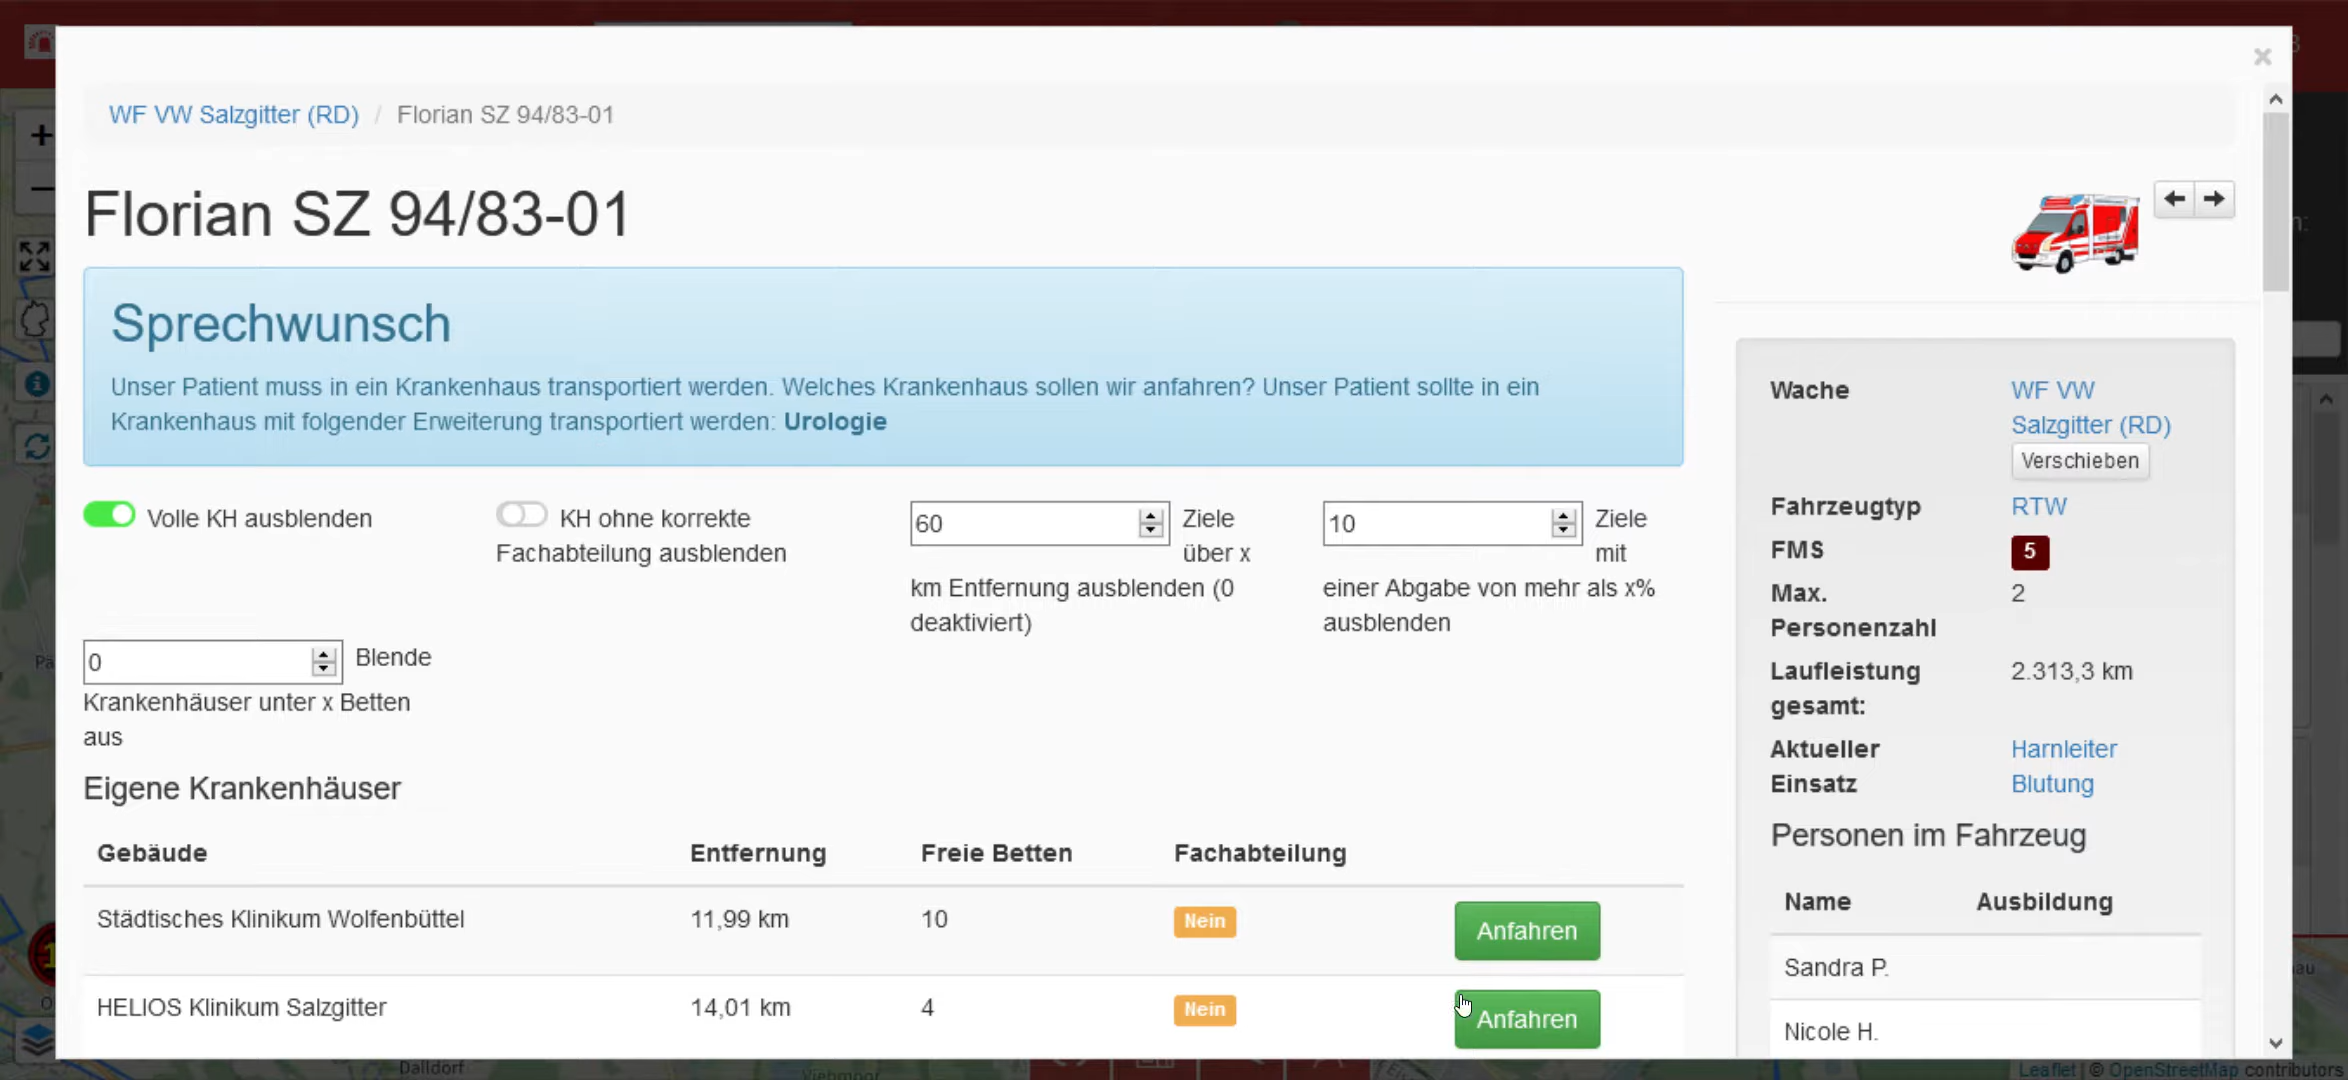 WF VW Salzgitter (RD) / Florian SZ 94/83-01
Florian SZ 94/83-01
Sprechwunsch
Unser Patient muss in ein Krankenhaus transportiert werden. Welches Krankenhaus sollen wir anfahren? Unser Patient sollte in ein
Krankenhaus mit folgender Erweiterung transportiert werden: Urologie
Volle KH ausblenden
KH ohne korrekte
Fachabteilung ausblenden
60 Ziele
über x
km Entfernung ausblenden (0
deaktiviert)
10 Ziele
mit
einer Abgabe von mehr als x%
ausblenden
0 Blende
Krankenhäuser unter x Betten
aus
Eigene Krankenhäuser
Gebäude Entfernung Freie Betten Fachabteilung
Städtisches Klinikum Wolfenbüttel 11,99 km 10 Nein Anfahren
HELIOS Klinikum Salzgitter 14,01 km 4 Nein Anfahren
Wache WF VW
Salzgitter (RD)
Verschieben
Fahrzeugtyp RTW
FMS 5
Max. 2
Personenzahl
Laufleistung 2.313,3 km
gesamt:
Aktueller Harnleiter
Einsatz Blutung
Personen im Fahrzeug
Name Ausbildung
Sandra P.
Nicole H.
Dalldorf
Leaflet | © OpenStreetMap contributors